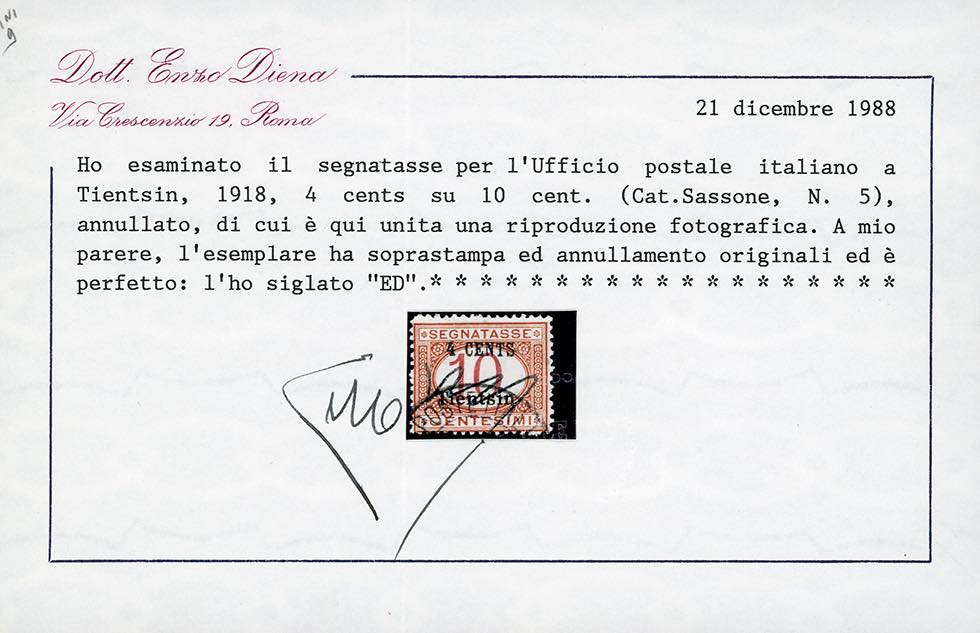 Dott. Enzo Diena
Via Crescenzio 19, Roma
21 dicembre 1988
Ho esaminato il segnatasse per l'Ufficio postale italiano a
Tientsin, 1918, 4 cents su 10 cent. (Cat.Sassone, N. 5),
annullato, di cui è qui unita una riproduzione fotografica. A mio
parere, l'esemplare ha soprastampa ed annullamento originali ed è
perfetto: l'ho siglato "ED".* * * * * * * * * * * * * * * * * * *
SEGNATASSE
4 CENTS
10
Tientsin
CENTESIMI